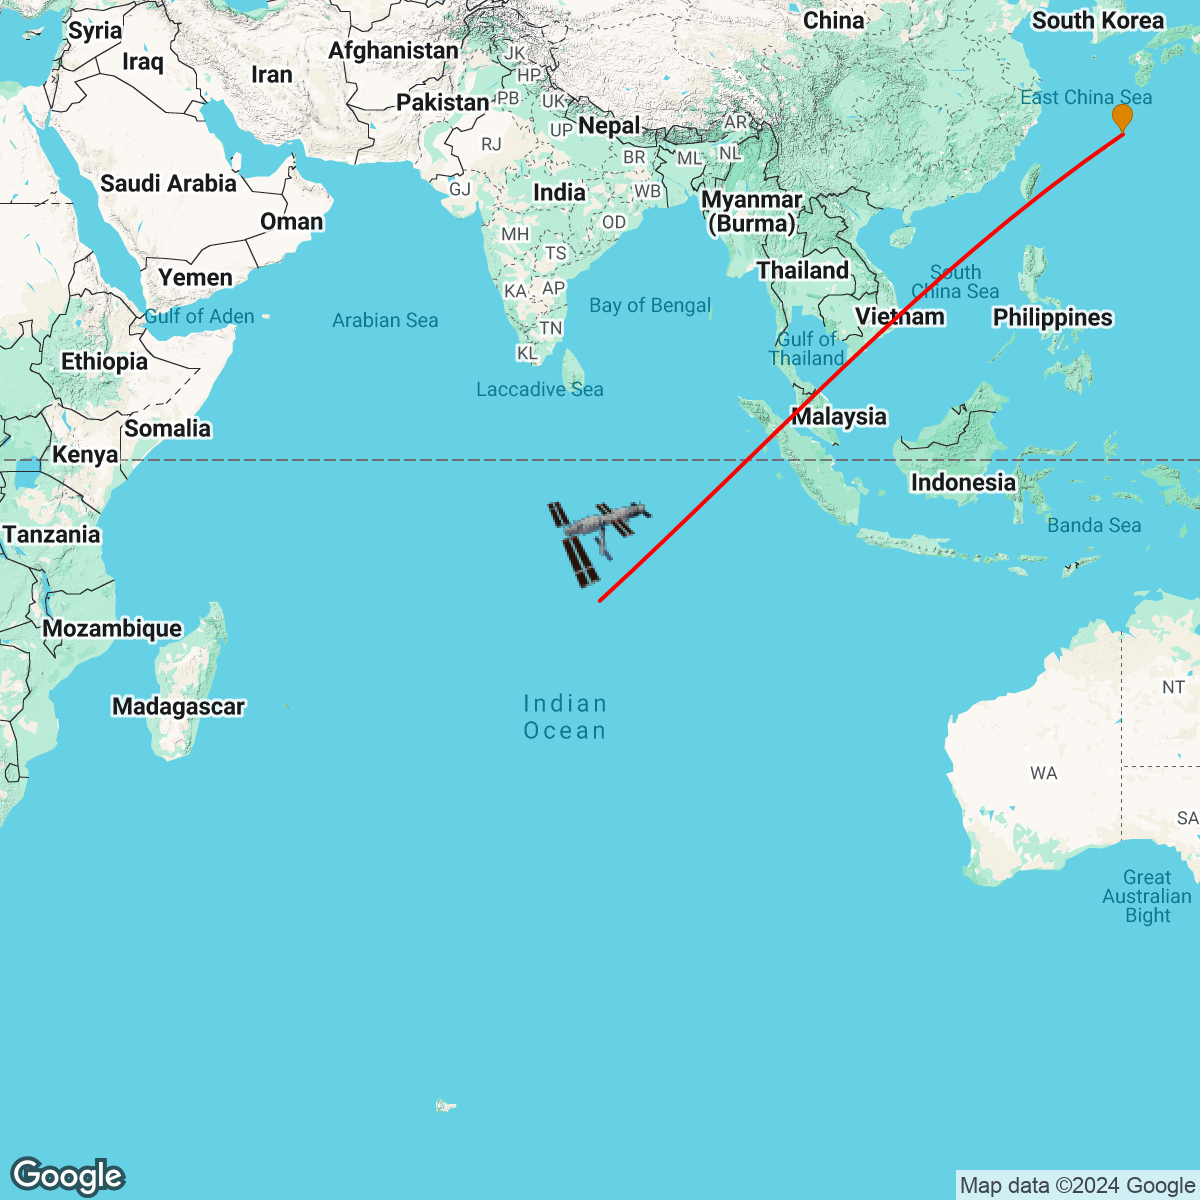 China
South Korea
Syria
Iraq
Iran
Afghanistan
JK
HP
Pakistan
PB
UK
East China Sea
Nepal
UP
AR
RJ
BR
ML
NL
Saudi Arabia
GJ
India
WB
Myanmar
(Burma)
Oman
OD
MH
TS
Yemen
Thailand
South
China Sea
KA
AP
Gulf of Aden
Arabian Sea
Bay of Bengal
Vietnam
Philippines
TN
Gulf of
Thailand
KL
Ethiopia
Laccadive Sea
Malaysia
Somalia
Kenya
Indonesia
Banda Sea
Tanzania
Mozambique
NT
Madagascar
Indian
Ocean
WA
SA
Great
Australian
Bight
Google
Map data ©2024 Google